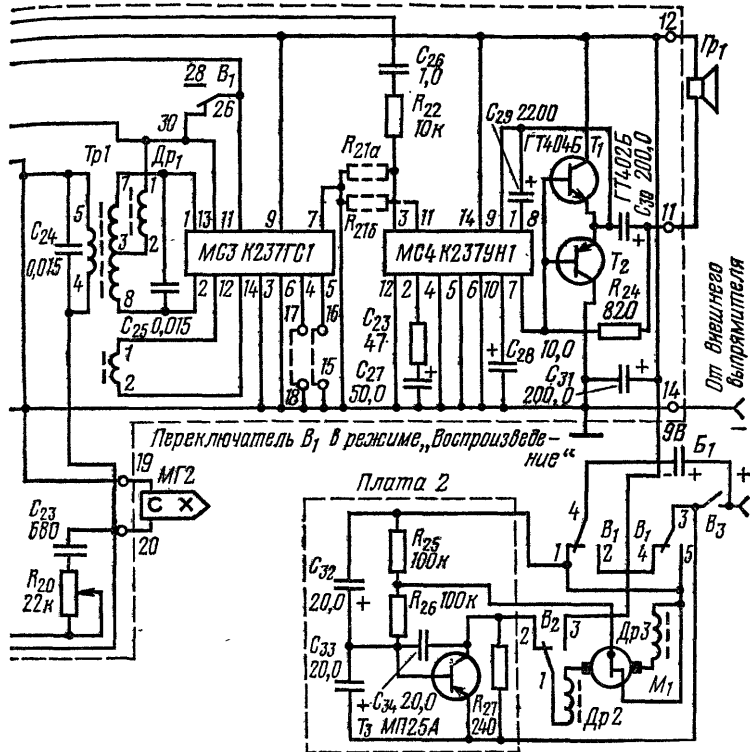 12
Гр1
28 В1
26
30
С26
1,0
R22
10к
С29 2200
ГТ404Б Т1
ГТ402Б
С30 200,0
11
R21а
R21б
Тр1
Др1
7
1
5
3
2
4
8
С24
0,015
С25 0,015
1
2
1 13 11 9 7
МС3 К237ГС1
2 12 14 3 6 4 5
17
16
18
15
3 11 14 9 1 8
МС4 К237УН1
12 2 4 5 6 10 7
С23
47
С27
50,0
С28
10,0
Т2
R24
820
С31
200,0
14
От внешнего
выпрямителя
–
+
Переключатель В1 в режиме „Воспроизведе-
ние“
9В
Б1
+
19
МГ2
С Х
20
С23
680
R20
22к
Плата 2
R25
100к
С32
20,0
+
R26 100к
С33
20,0
+
С34 20,0
Т3 МП25А
R27
240
4
1
В1
2
В1
4
3
5
В3
2
В2
3
1
Др3
М1
Др2